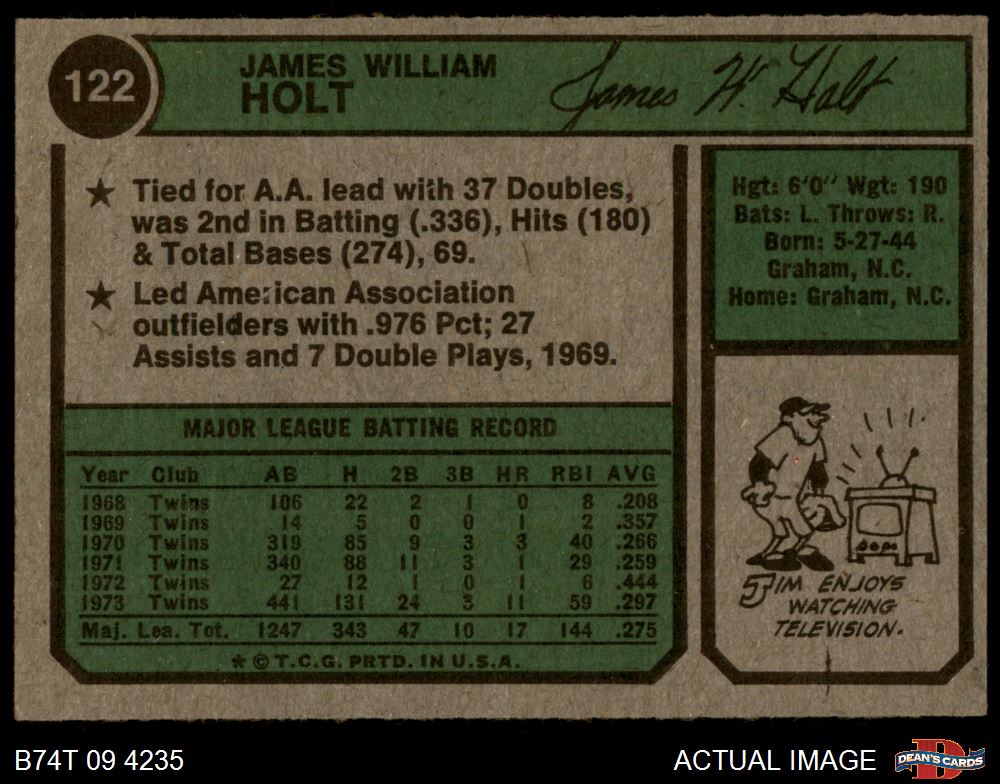 122
JAMES WILLIAM
HOLT
James W. Holt
★ Tied for A.A. lead with 37 Doubles,
was 2nd in Batting (.336), Hits (180)
& Total Bases (274), 69.
★ Led American Association
outfielders with .976 Pct; 27
Assists and 7 Double Plays, 1969.
Hgt: 6'0" Wgt: 190
Bats: L. Throws: R.
Born: 5-27-44
Graham, N.C.
Home: Graham, N.C.
MAJOR LEAGUE BATTING RECORD
Year Club AB H 2B 3B HR RBI AVG
1968 Twins 106 22 2 1 0 8 .208
1969 Twins 14 5 0 0 1 2 .357
1970 Twins 319 85 9 3 3 40 .266
1971 Twins 340 88 11 3 1 29 .259
1972 Twins 27 12 1 0 1 6 .444
1973 Twins 441 131 24 3 11 59 .297
Maj. Lea. Tot. 1247 343 47 10 17 144 .275
★ © T.C.G. PRTD. IN U.S.A.
JIM ENJOYS
WATCHING
TELEVISION.
B74T 09 4235
ACTUAL IMAGE
D
DEAN'S CARDS